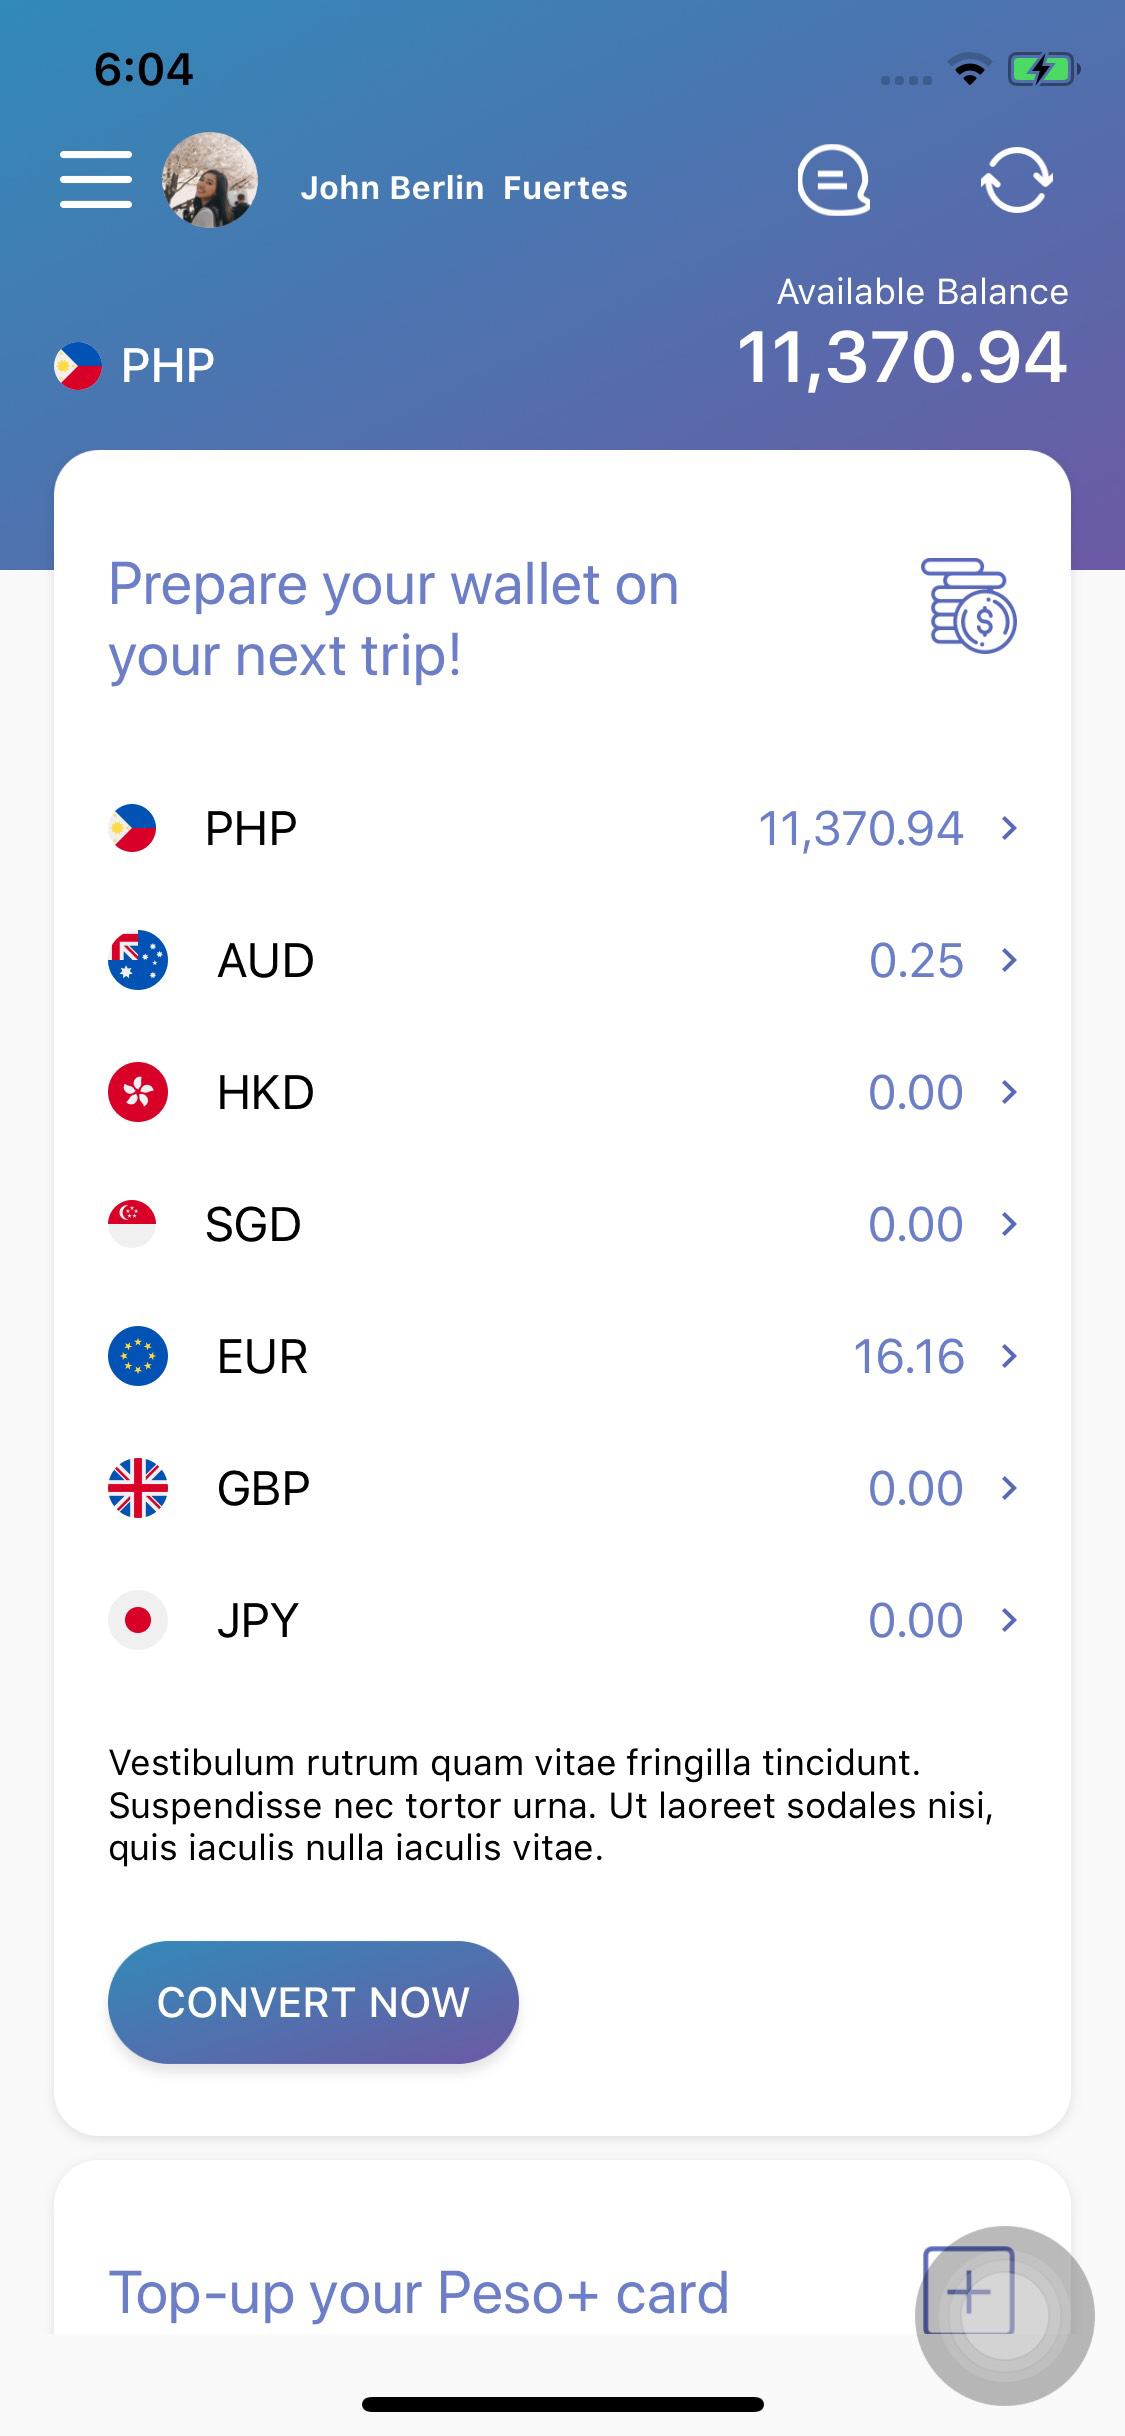 6:04
John Berlin  Fuertes
Available Balance
PHP
11,370.94
Prepare your wallet on
your next trip!
PHP 11,370.94
AUD 0.25
HKD 0.00
SGD 0.00
EUR 16.16
GBP 0.00
JPY 0.00
Vestibulum rutrum quam vitae fringilla tincidunt.
Suspendisse nec tortor urna. Ut laoreet sodales nisi,
quis iaculis nulla iaculis vitae.
CONVERT NOW
Top-up your Peso+ card